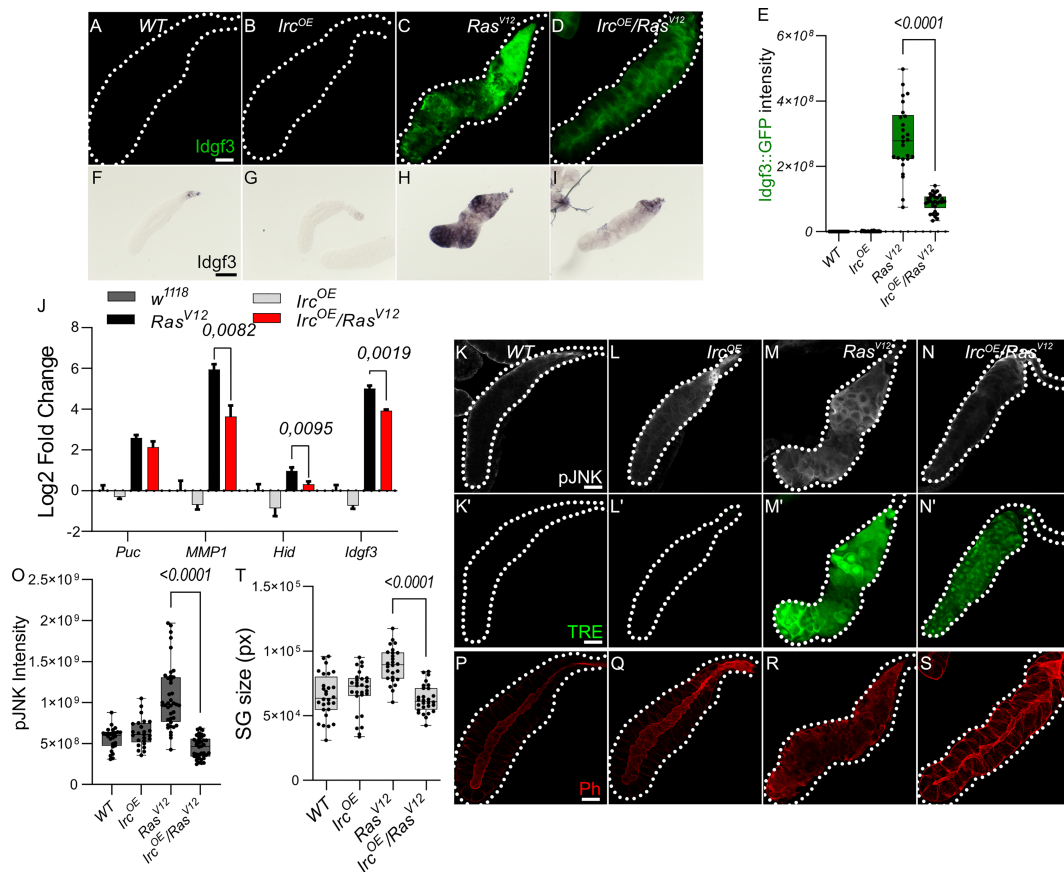 A WT
B Irc^OE
C Ras^V12
D Irc^OE/Ras^V12
Idgf3
E
<0.0001
Idgf3::GFP intensity
6×10^8
4×10^8
2×10^8
0
WT
Irc^OE
Ras^V12
Irc^OE/Ras^V12
F
G
H
I
Idgf3
J
w^1118
Irc^OE
Ras^V12
Irc^OE/Ras^V12
Log2 Fold Change
8
6
4
2
0
-2
0,0082
0,0095
0,0019
Puc
MMP1
Hid
Idgf3
K WT
L Irc^OE
M Ras^V12
N Irc^OE/Ras^V12
pJNK
K'
L'
M'
N'
TRE
O
<0.0001
pJNK Intensity
2.5×10^9
2×10^9
1.5×10^9
1×10^9
5×10^8
0
WT
Irc^OE
Ras^V12
Irc^OE/Ras^V12
T
<0.0001
SG size (px)
1.5×10^5
1×10^5
5×10^4
0
WT
Irc^OE
Ras^V12
Irc^OE/Ras^V12
P
Q
R
S
Ph